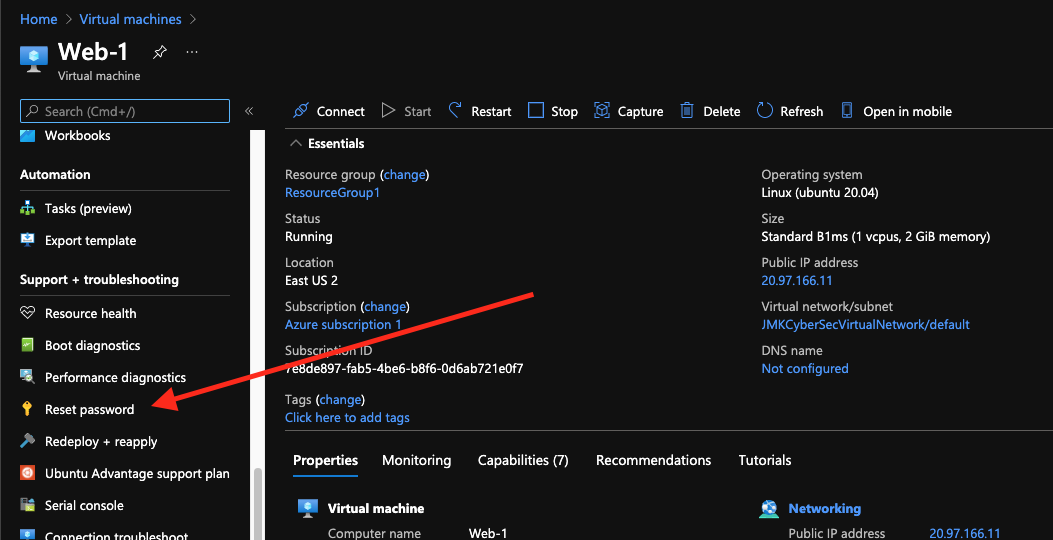 Home > Virtual machines >
Web-1
Virtual machine
Search (Cmd+/)
Workbooks
Automation
Tasks (preview)
Export template
Support + troubleshooting
Resource health
Boot diagnostics
Performance diagnostics
Reset password
Redeploy + reapply
Ubuntu Advantage support plan
Serial console
Connection troubleshoot
Connect
Start
Restart
Stop
Capture
Delete
Refresh
Open in mobile
Essentials
Resource group (change)
ResourceGroup1
Status
Running
Location
East US 2
Subscription (change)
Azure subscription 1
Subscription ID
7e8de897-fab5-4be6-b8f6-0d6ab721e0f7
Tags (change)
Click here to add tags
Operating system
Linux (ubuntu 20.04)
Size
Standard B1ms (1 vcpus, 2 GiB memory)
Public IP address
20.97.166.11
Virtual network/subnet
JMKCyberSecVirtualNetwork/default
DNS name
Not configured
Properties
Monitoring
Capabilities (7)
Recommendations
Tutorials
Virtual machine
Computer name Web-1
Networking
Public IP address 20.97.166.11